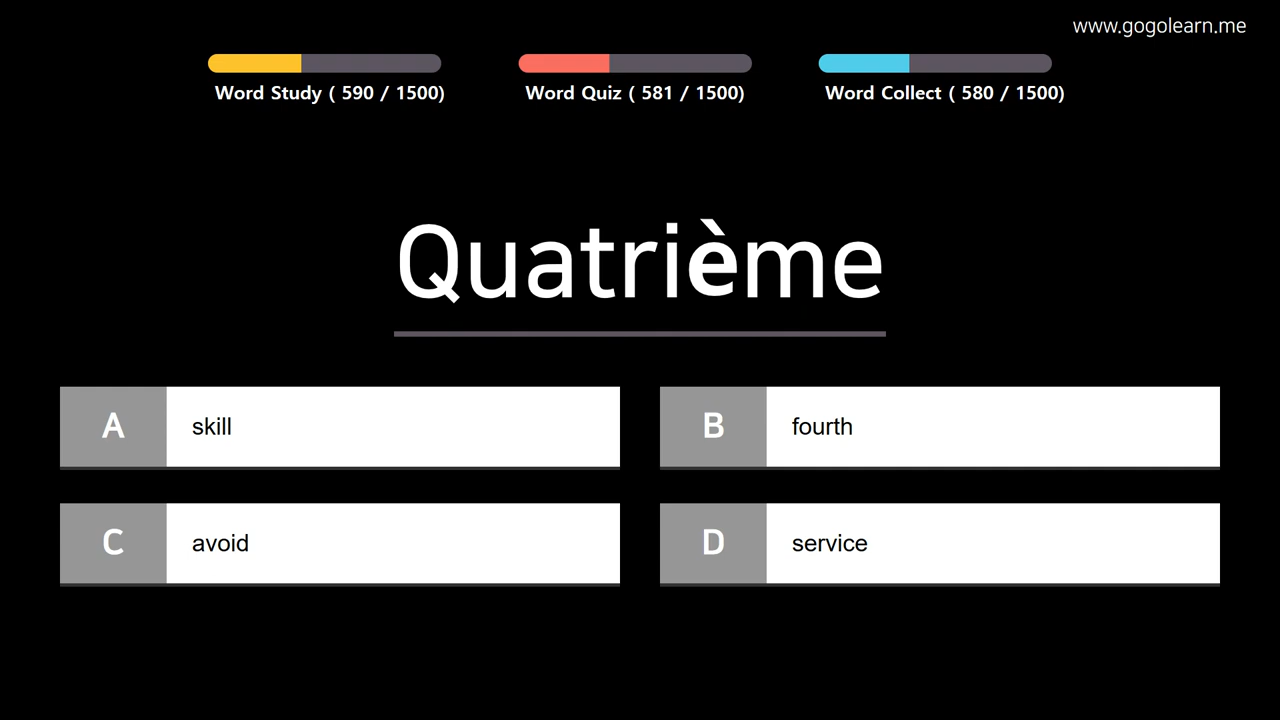 www.gogolearn.me
Word Study ( 590 / 1500)
Word Quiz ( 581 / 1500)
Word Collect ( 580 / 1500)
Quatrième
A skill
B fourth
C avoid
D service